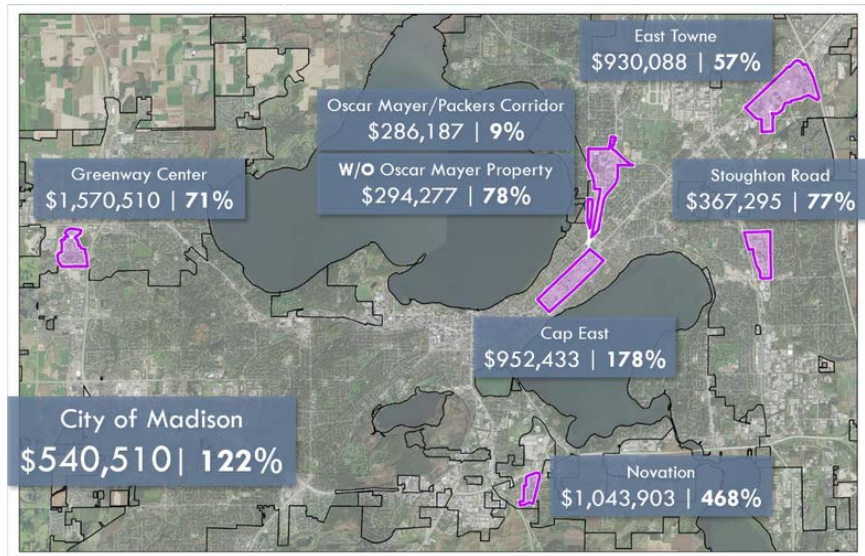 East Towne
$930,088 | 57%
Oscar Mayer/Packers Corridor
$286,187 | 9%
W/O Oscar Mayer Property
$294,277 | 78%
Greenway Center
$1,570,510 | 71%
Stoughton Road
$367,295 | 77%
Cap East
$952,433 | 178%
City of Madison
$540,510| 122%
Novation
$1,043,903 | 468%